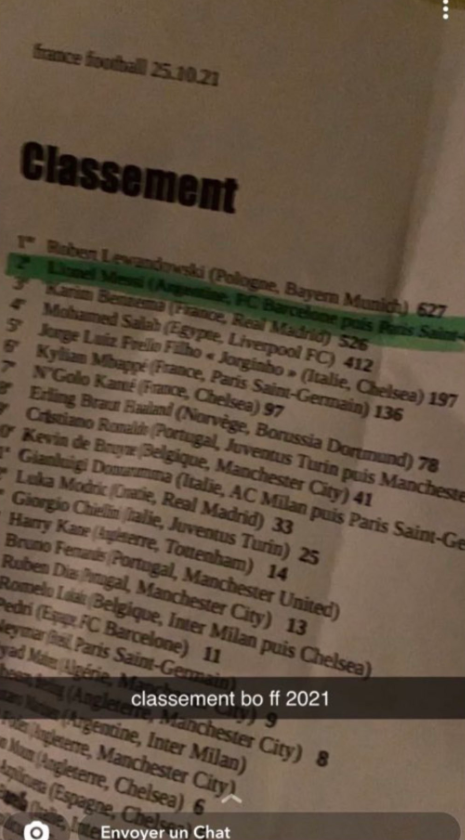 france football 25.10.21
Classement
1er Robert Lewandowski (Pologne, Bayern Munich) 627
2e Lionel Messi (Argentine, FC Barcelone puis Paris Saint-
3e Karim Benzema (France, Real Madrid) 526
4e Mohamed Salah (Egypte, Liverpool FC) 412
5e Jorge Luiz Frello Filho « Jorginho » (Italie, Chelsea) 197
6e Kylian Mbappé (France, Paris Saint-Germain) 136
7e N'Golo Kanté (France, Chelsea) 97
Erling Braut Haaland (Norvège, Borussia Dortmund) 78
Cristiano Ronaldo (Portugal, Juventus Turin puis Mancheste
Kevin de Bruyne (Belgique, Manchester City) 41
Gianluigi Donnarumma (Italie, AC Milan puis Paris Saint-Ge
Luka Modric (Croatie, Real Madrid) 33
Giorgio Chiellini (Italie, Juventus Turin) 25
Harry Kane (Angleterre, Tottenham) 14
Bruno Fernandes (Portugal, Manchester United)
Ruben Dias (Portugal, Manchester City) 13
Romelu Lukaku (Belgique, Inter Milan puis Chelsea)
Pedri (Espagne, FC Barcelone) 11
Neymar Paris Saint-Germain)
classement bo ff 2021
(Algérie, Manchester City) 9
(Angleterre, Manchester City) 8
(Argentine, Inter Milan)
(Angleterre, Manchester City)
(Angleterre, Chelsea) 6
(Espagne, Chelsea)
Envoyer un Chat